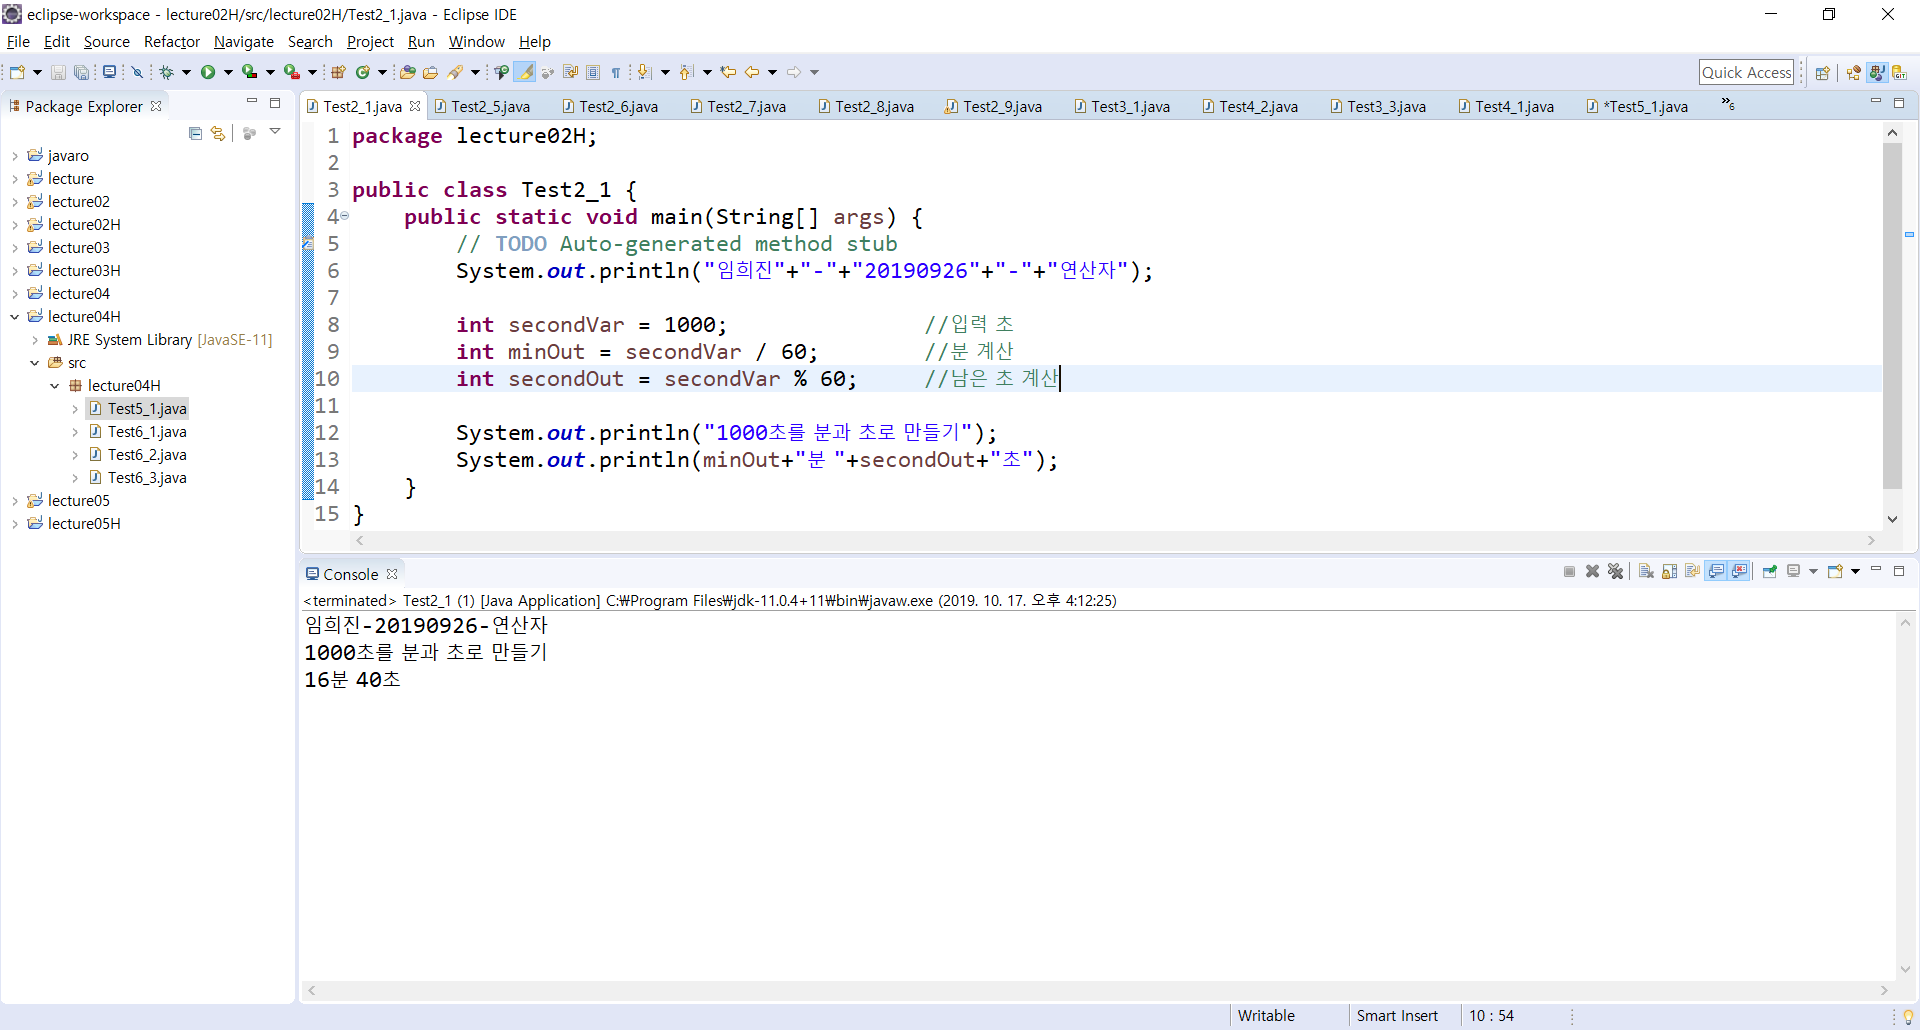 eclipse-workspace - lecture02H/src/lecture02H/Test2_1.java - Eclipse IDE
File Edit Source Refactor Navigate Search Project Run Window Help
Quick Access
Package Explorer
javaro
lecture
lecture02
lecture02H
lecture03
lecture03H
lecture04
lecture04H
JRE System Library [JavaSE-11]
src
lecture04H
Test5_1.java
Test6_1.java
Test6_2.java
Test6_3.java
lecture05
lecture05H
Test2_1.java Test2_5.java Test2_6.java Test2_7.java Test2_8.java Test2_9.java Test3_1.java Test4_2.java Test3_3.java Test4_1.java *Test5_1.java »6
1 package lecture02H;
2
3 public class Test2_1 {
4 public static void main(String[] args) {
5 // TODO Auto-generated method stub
6 System.out.println("임희진"+"-"+"20190926"+"-"+"연산자");
7
8 int secondVar = 1000; //입력 초
9 int minOut = secondVar / 60; //분 계산
10 int secondOut = secondVar % 60; //남은 초 계산
11
12 System.out.println("1000초를 분과 초로 만들기");
13 System.out.println(minOut+"분 "+secondOut+"초");
14 }
15 }
Console
<terminated> Test2_1 (1) [Java Application] C:₩Program Files₩jdk-11.0.4+11₩bin₩javaw.exe (2019. 10. 17. 오후 4:12:25)
임희진-20190926-연산자
1000초를 분과 초로 만들기
16분 40초
Writable Smart Insert 10 : 54